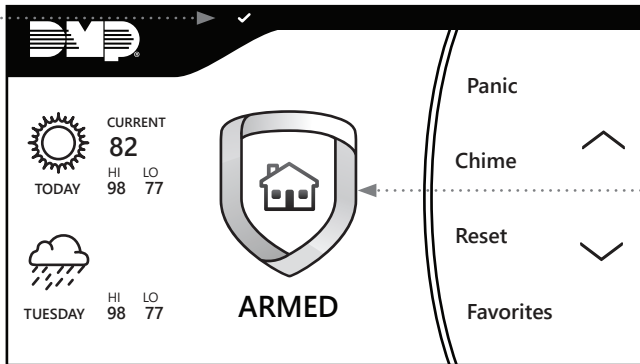 DMP
CURRENT
82
HI LO
98 77
TODAY
HI LO
98 77
TUESDAY
ARMED
Panic
Chime
Reset
Favorites